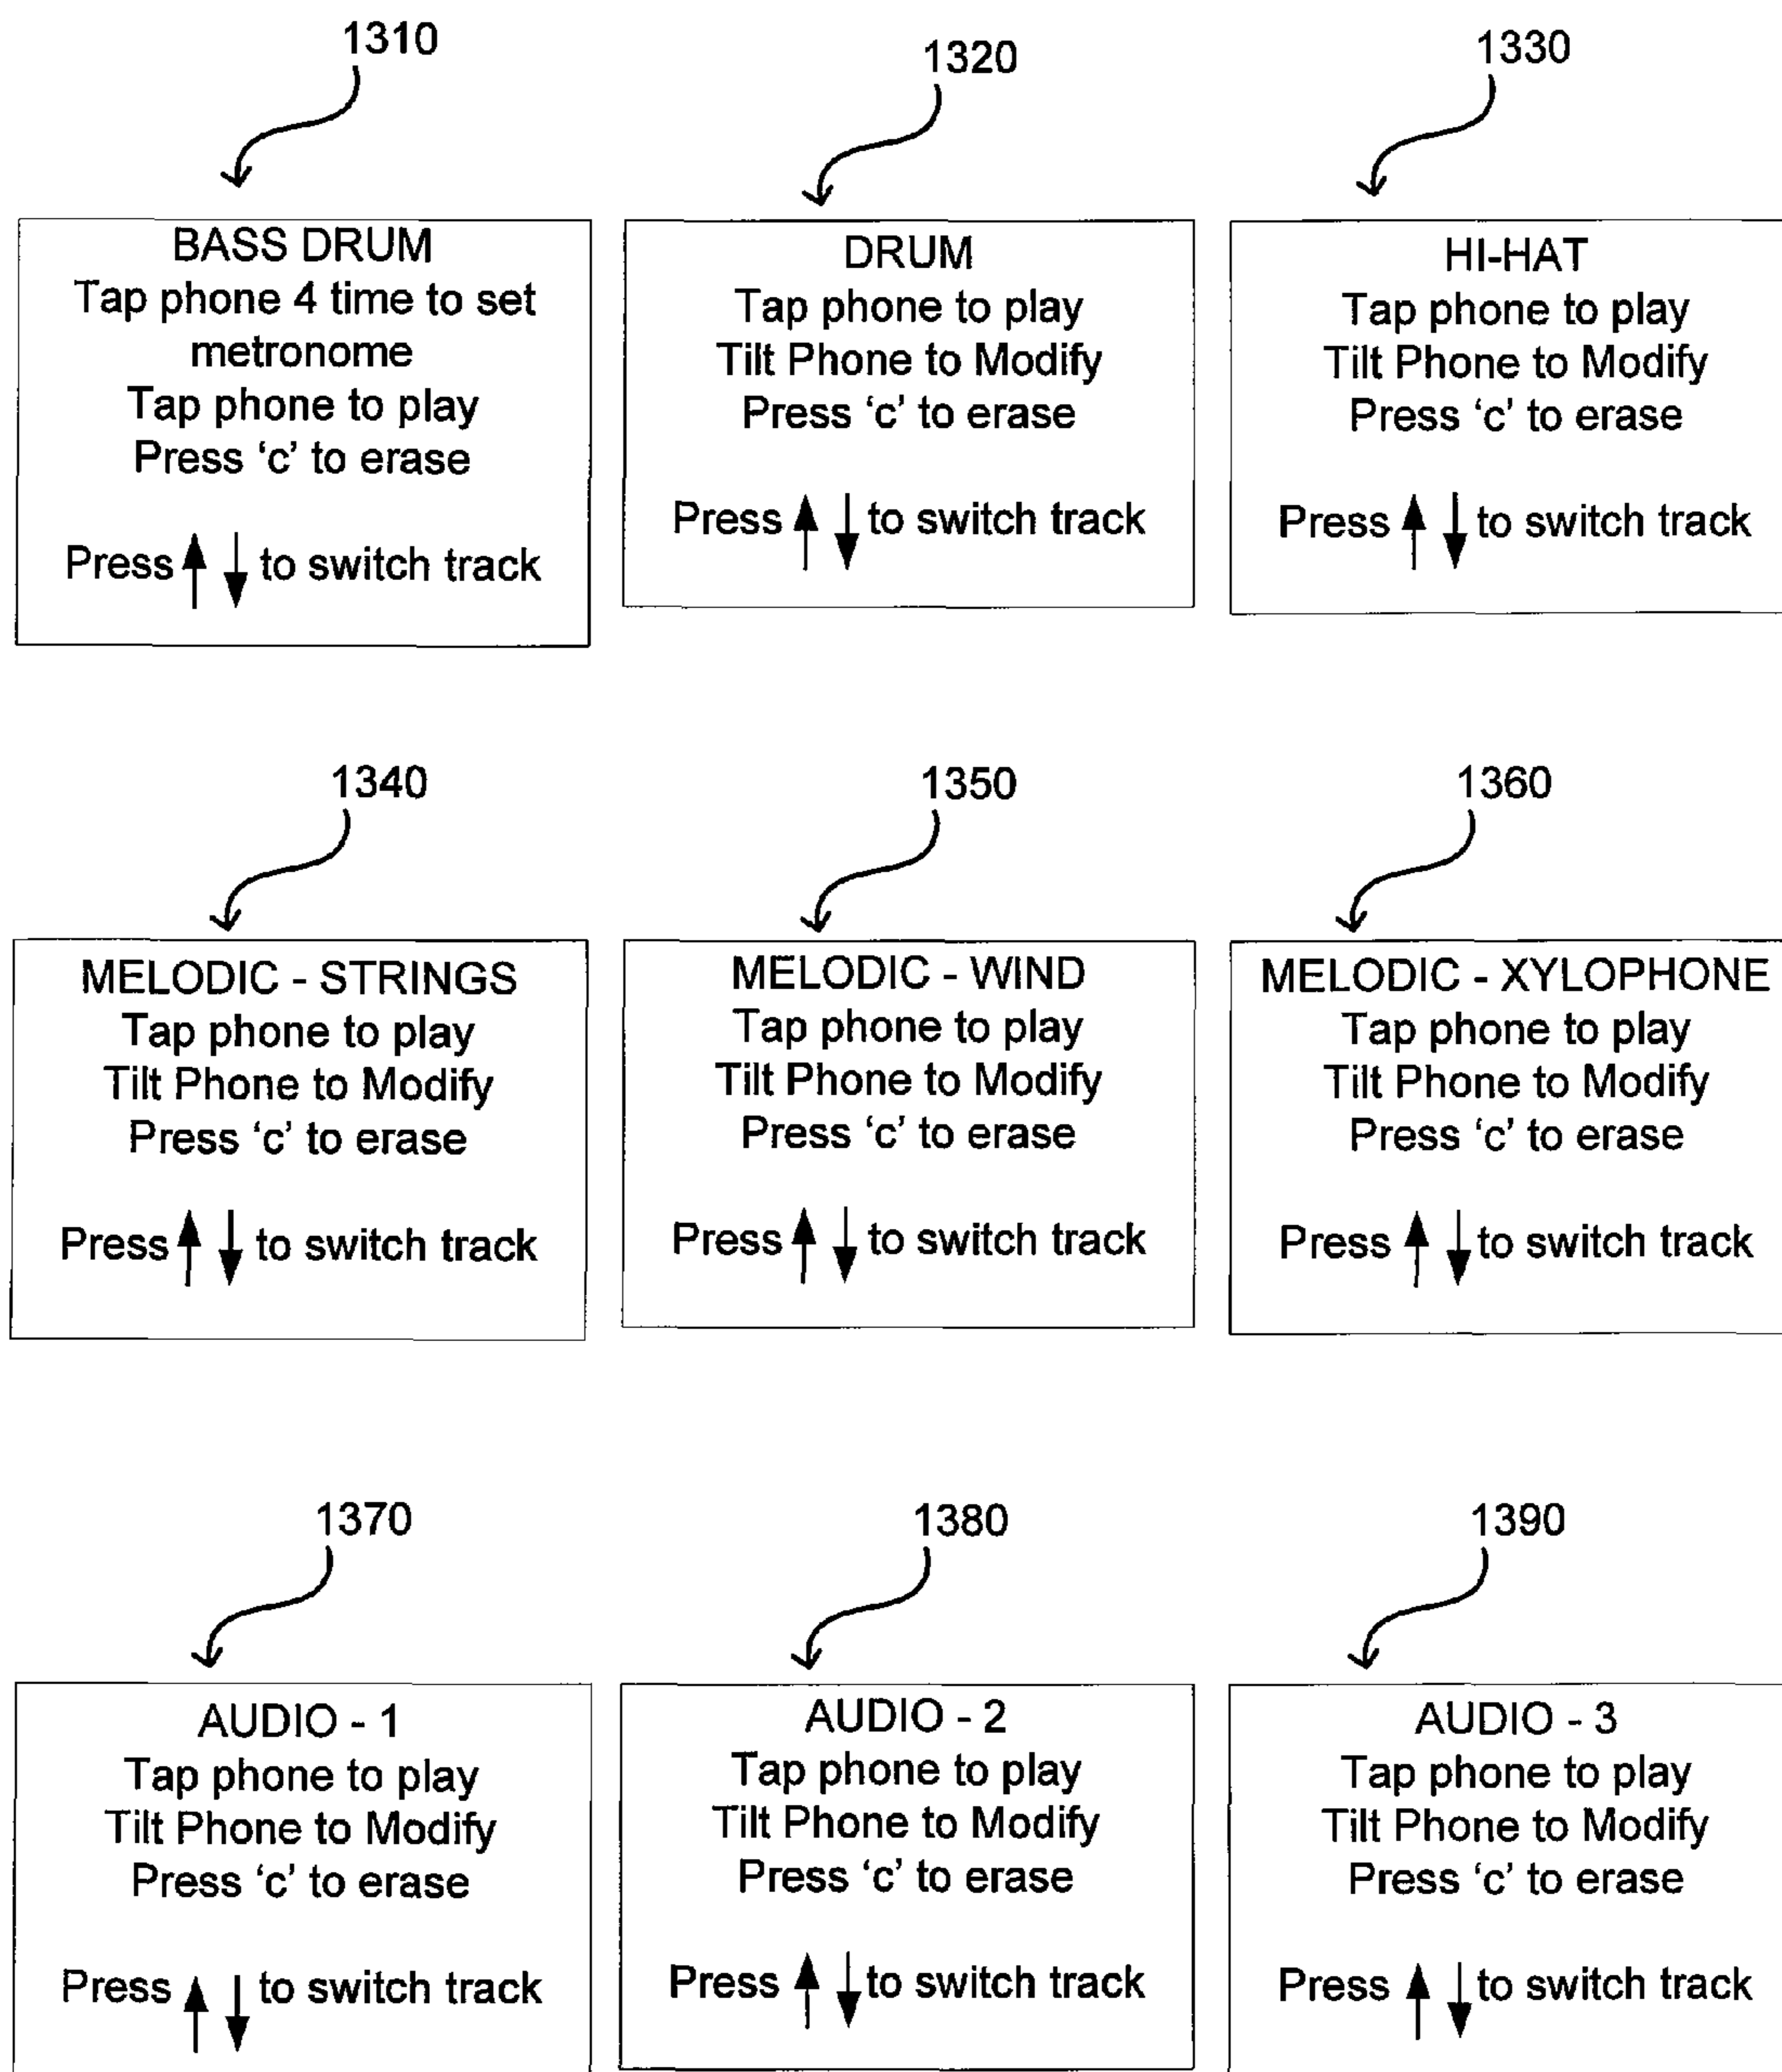 1310
1320
1330
BASS DRUM
Tap phone 4 time to set
metronome
Tap phone to play
Press ‘c’ to erase
Press ↑ ↓ to switch track
DRUM
Tap phone to play
Tilt Phone to Modify
Press ‘c’ to erase
Press ↑ ↓ to switch track
HI-HAT
Tap phone to play
Tilt Phone to Modify
Press ‘c’ to erase
Press ↑ ↓ to switch track
1340
1350
1360
MELODIC - STRINGS
Tap phone to play
Tilt Phone to Modify
Press ‘c’ to erase
Press ↑ ↓ to switch track
MELODIC - WIND
Tap phone to play
Tilt Phone to Modify
Press ‘c’ to erase
Press ↑ ↓ to switch track
MELODIC - XYLOPHONE
Tap phone to play
Tilt Phone to Modify
Press ‘c’ to erase
Press ↑ ↓ to switch track
1370
1380
1390
AUDIO - 1
Tap phone to play
Tilt Phone to Modify
Press ‘c’ to erase
Press ↑ ↓ to switch track
AUDIO - 2
Tap phone to play
Tilt Phone to Modify
Press ‘c’ to erase
Press ↑ ↓ to switch track
AUDIO - 3
Tap phone to play
Tilt Phone to Modify
Press ‘c’ to erase
Press ↑ ↓ to switch track